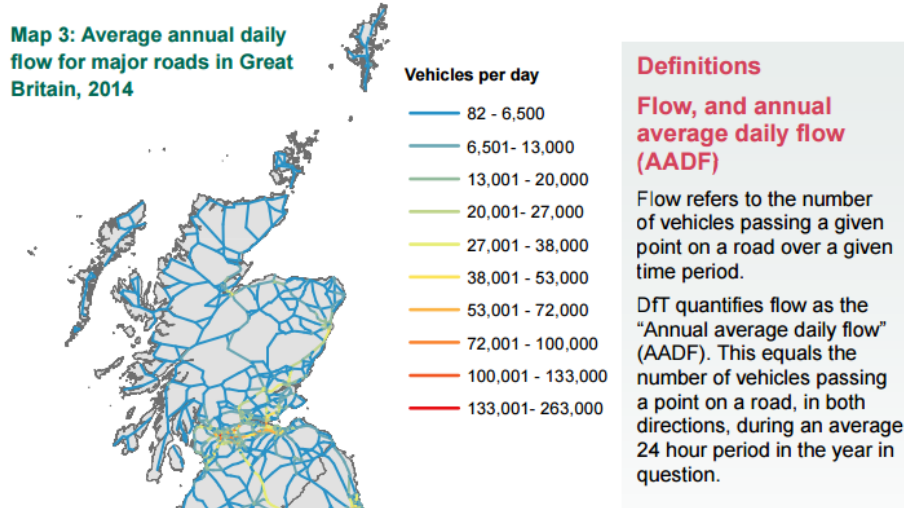 Map 3: Average annual daily
flow for major roads in Great
Britain, 2014
Vehicles per day
82 - 6,500
6,501- 13,000
13,001 - 20,000
20,001- 27,000
27,001 - 38,000
38,001 - 53,000
53,001 - 72,000
72,001 - 100,000
100,001 - 133,000
133,001- 263,000
Definitions
Flow, and annual
average daily flow
(AADF)
Flow refers to the number
of vehicles passing a given
point on a road over a given
time period.
DfT quantifies flow as the
“Annual average daily flow”
(AADF). This equals the
number of vehicles passing
a point on a road, in both
directions, during an average
24 hour period in the year in
question.